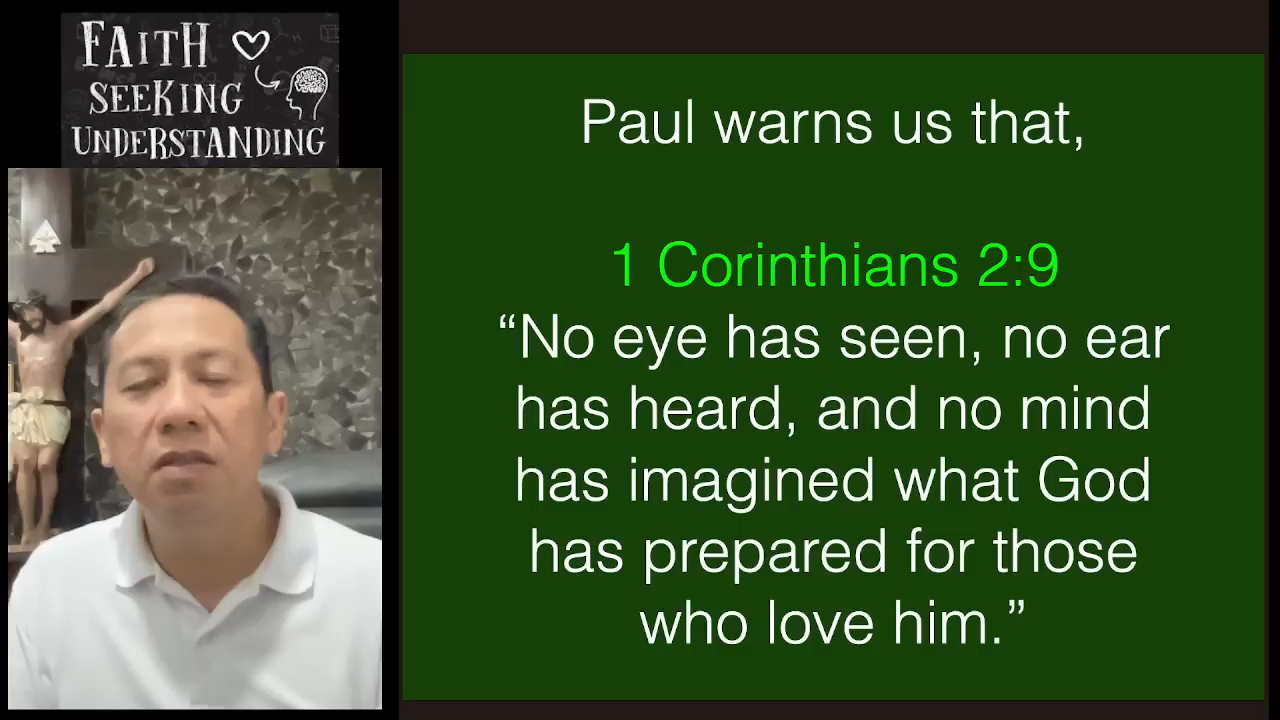 FAITH
SEEKING
UNDERSTANDING
Paul warns us that,
1 Corinthians 2:9
“No eye has seen, no ear
has heard, and no mind
has imagined what God
has prepared for those
who love him.”